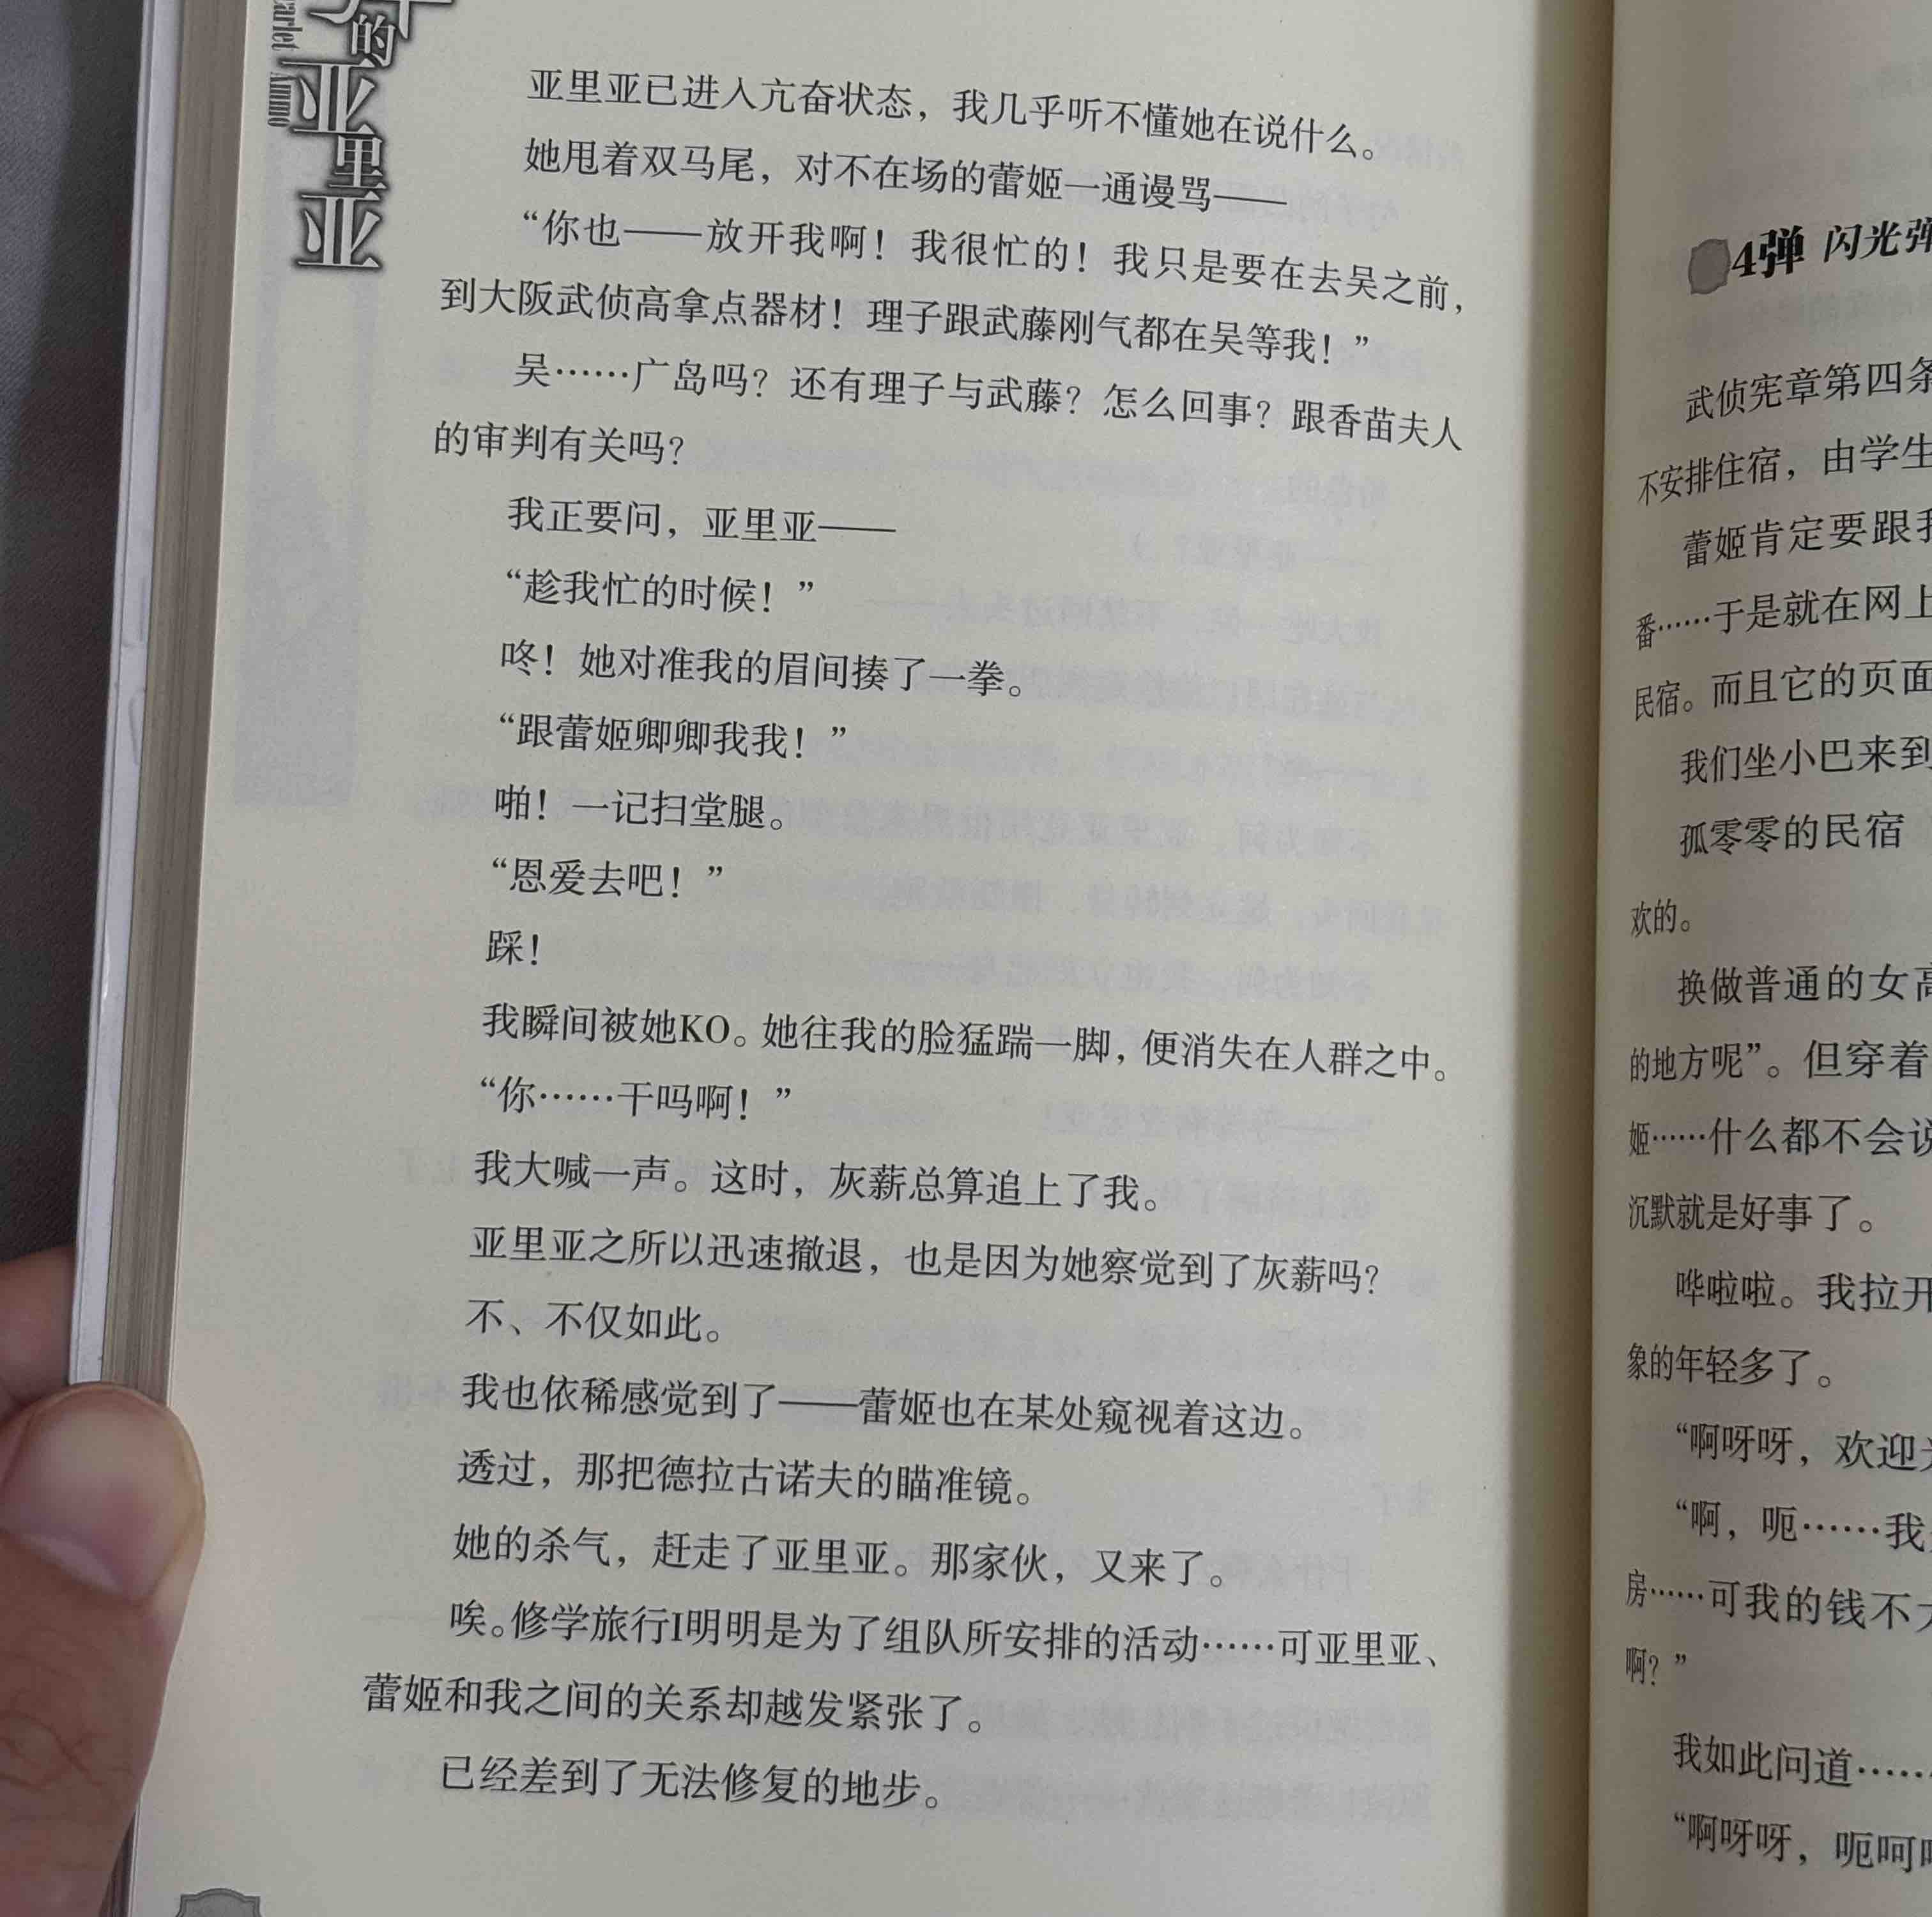 的
亚
里
亚
亚里亚已进入亢奋状态，我几乎听不懂她在说什么。
她甩着双马尾，对不在场的蕾姬一通谩骂——
“你也——放开我啊！我很忙的！我只是要在去吴之前，
到大阪武侦高拿点器材！理子跟武藤刚气都在吴等我！”
吴……广岛吗？还有理子与武藤？怎么回事？跟香苗夫人
的审判有关吗？
我正要问，亚里亚——
“趁我忙的时候！”
咚！她对准我的眉间揍了一拳。
“跟蕾姬卿卿我我！”
啪！一记扫堂腿。
“恩爱去吧！”
踩！
我瞬间被她KO。她往我的脸猛踹一脚，便消失在人群之中。
“你……干吗啊！”
我大喊一声。这时，灰薪总算追上了我。
亚里亚之所以迅速撤退，也是因为她察觉到了灰薪吗？
不、不仅如此。
我也依稀感觉到了——蕾姬也在某处窥视着这边。
透过，那把德拉古诺夫的瞄准镜。
她的杀气，赶走了亚里亚。那家伙，又来了。
唉。修学旅行I明明是为了组队所安排的活动……可亚里亚、
蕾姬和我之间的关系却越发紧张了。
已经差到了无法修复的地步。
4弹 闪光弹
武侦宪章第四条
不安排住宿，由学生
蕾姬肯定要跟我
番……于是就在网上
民宿。而且它的页面
我们坐小巴来到
孤零零的民宿
欢的。
换做普通的女高
的地方呢”。但穿着
姬……什么都不会说
沉默就是好事了。
哗啦啦。我拉开
象的年轻多了。
“啊呀呀，欢迎
“啊，呃……我
房……可我的钱不
啊？”
我如此问道……
“啊呀呀，呃呵